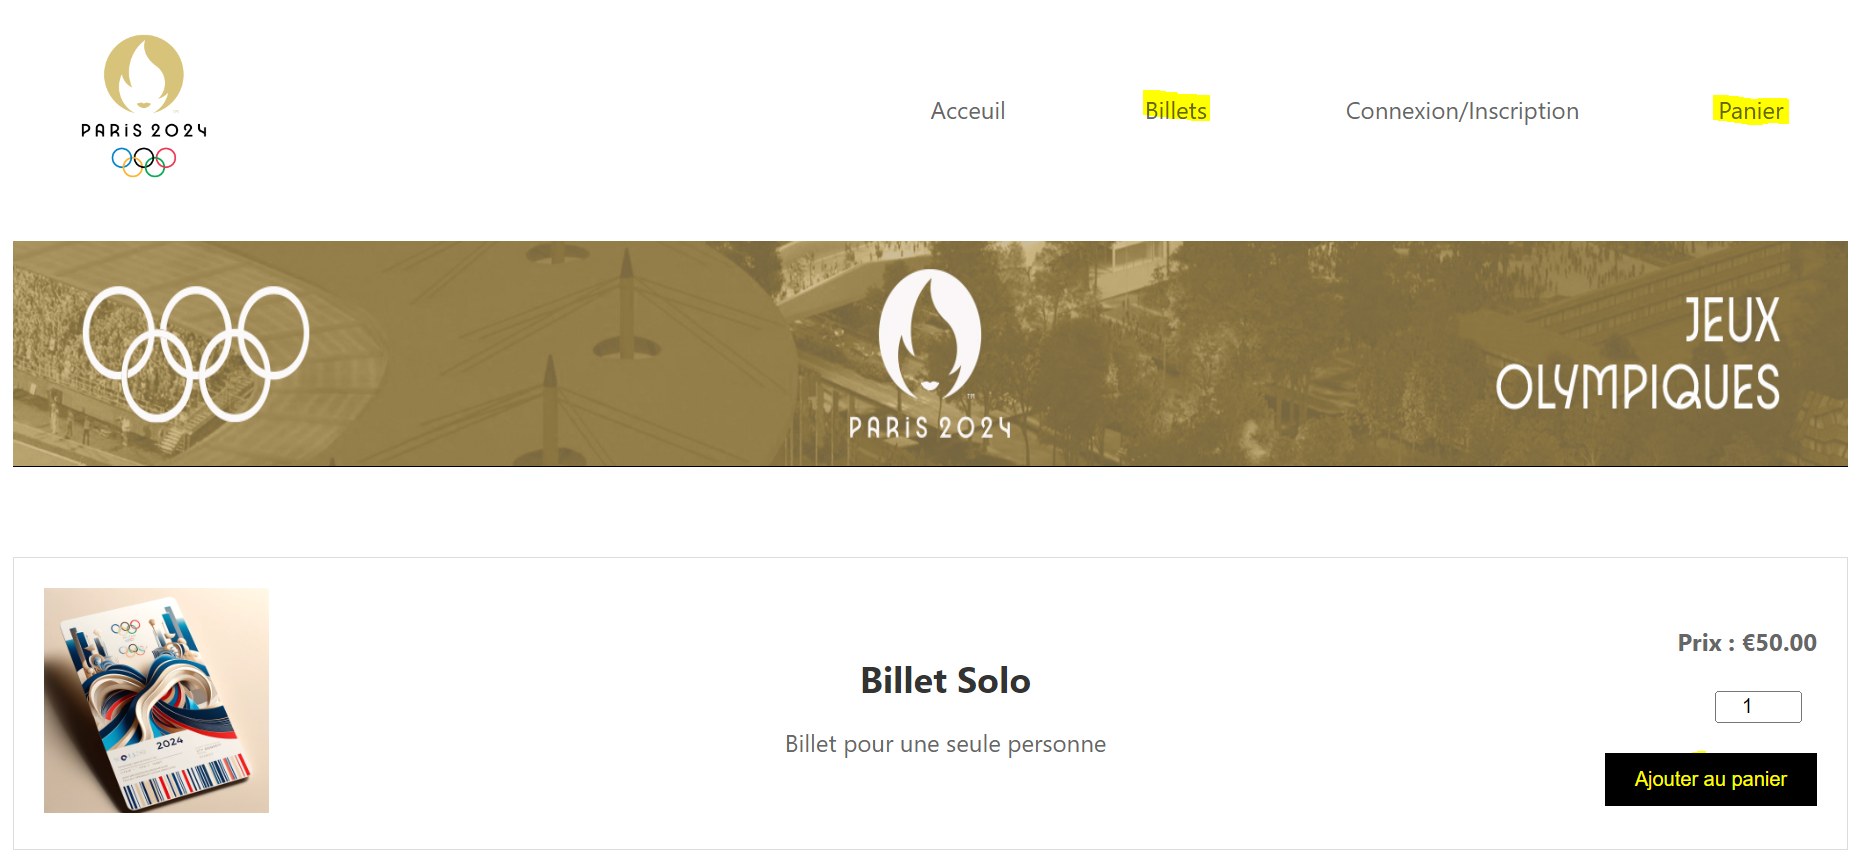 PARIS 2024
Acceuil
Billets
Connexion/Inscription
Panier
JEUX
OLYMPIQUES
PARIS 2024
TM
2024
Billet Solo
Billet pour une seule personne
Prix : €50.00
1
Ajouter au panier